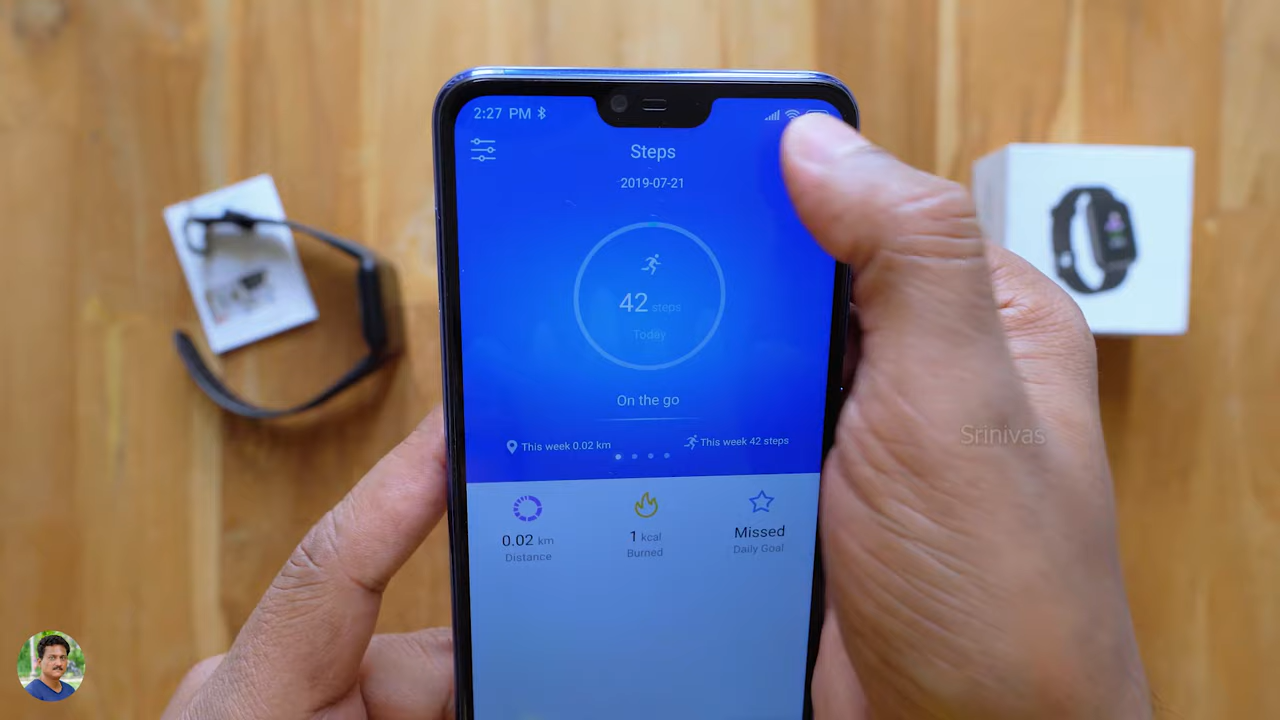 2:27 PM
Steps
2019-07-21
42 steps
Today
On the go
This week 0.02 km
This week 42 steps
0.02 km
Distance
1 kcal
Burned
Missed
Daily Goal
Srinivas